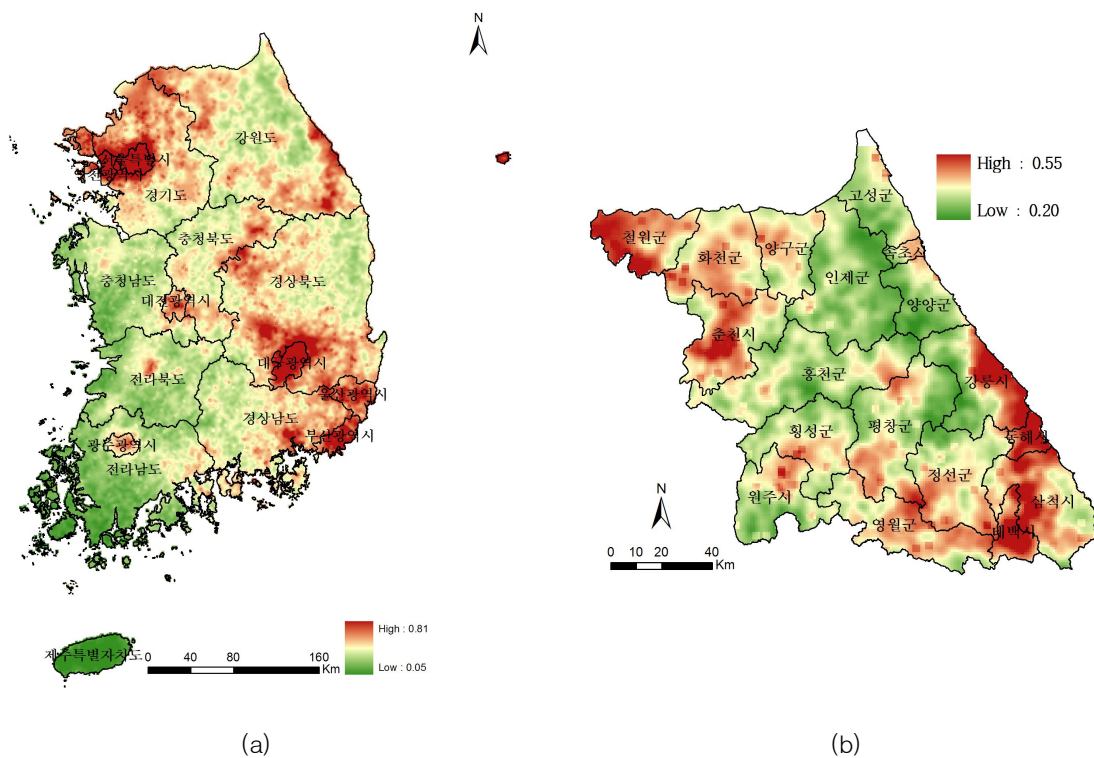 N
강원도
서울특별시
인천광역시
경기도
충청북도
충청남도
경상북도
대전광역시
대구광역시
전라북도
울산광역시
경상남도
부산광역시
광주광역시
전라남도
제주특별자치도
High : 0.81
Low : 0.05
0 40 80 160
Km
(a)
High : 0.55
Low : 0.20
고성군
철원군
화천군
양구군
속초시
인제군
양양군
춘천시
홍천군
강릉시
횡성군
평창군
동해시
정선군
원주시
삼척시
영월군
태백시
N
0 10 20 40
Km
(b)